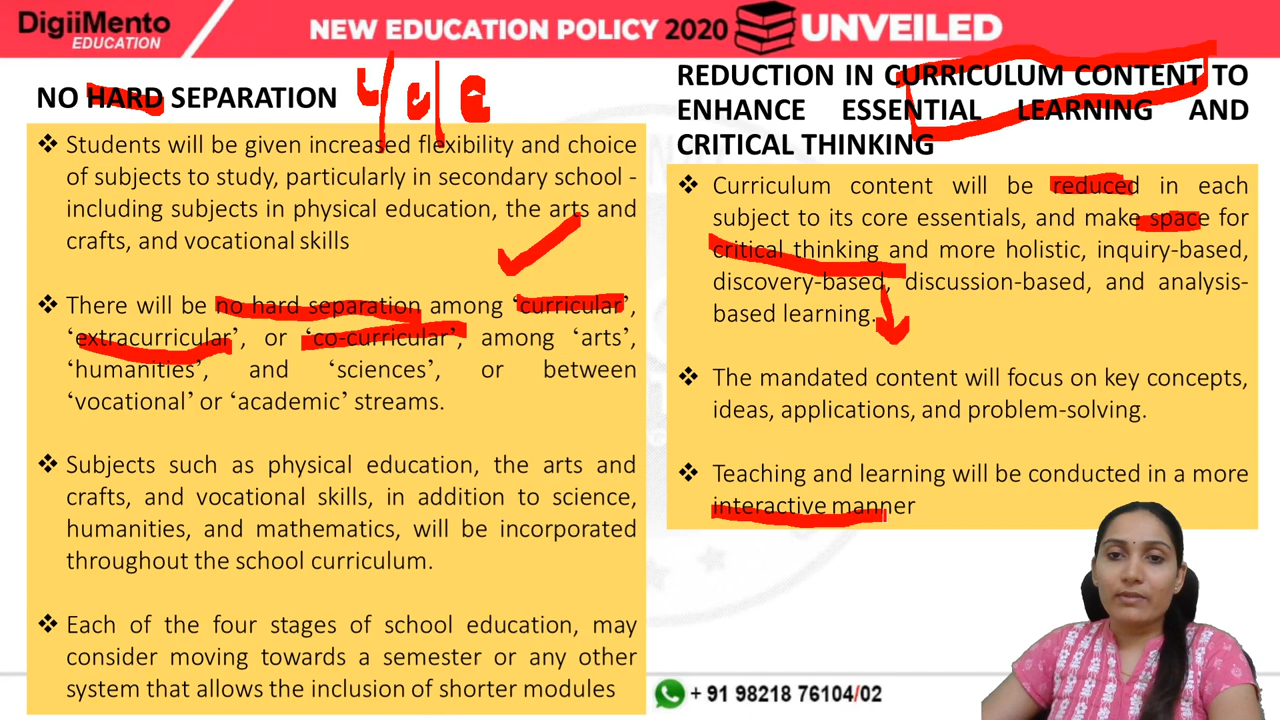 DigiiMento
EDUCATION
NEW EDUCATION POLICY 2020
UNVEILED
NO HARD SEPARATION
❖ Students will be given increased flexibility and choice
of subjects to study, particularly in secondary school -
including subjects in physical education, the arts and
crafts, and vocational skills
❖ There will be no hard separation among ‘curricular’,
‘extracurricular’, or ‘co-curricular’, among ‘arts’,
‘humanities’, and ‘sciences’, or between
‘vocational’ or ‘academic’ streams.
❖ Subjects such as physical education, the arts and
crafts, and vocational skills, in addition to science,
humanities, and mathematics, will be incorporated
throughout the school curriculum.
❖ Each of the four stages of school education, may
consider moving towards a semester or any other
system that allows the inclusion of shorter modules
REDUCTION IN CURRICULUM CONTENT TO
ENHANCE ESSENTIAL LEARNING AND
CRITICAL THINKING
❖ Curriculum content will be reduced in each
subject to its core essentials, and make space for
critical thinking and more holistic, inquiry-based,
discovery-based, discussion-based, and analysis-
based learning.
❖ The mandated content will focus on key concepts,
ideas, applications, and problem-solving.
❖ Teaching and learning will be conducted in a more
interactive manner
+ 91 98218 76104/02